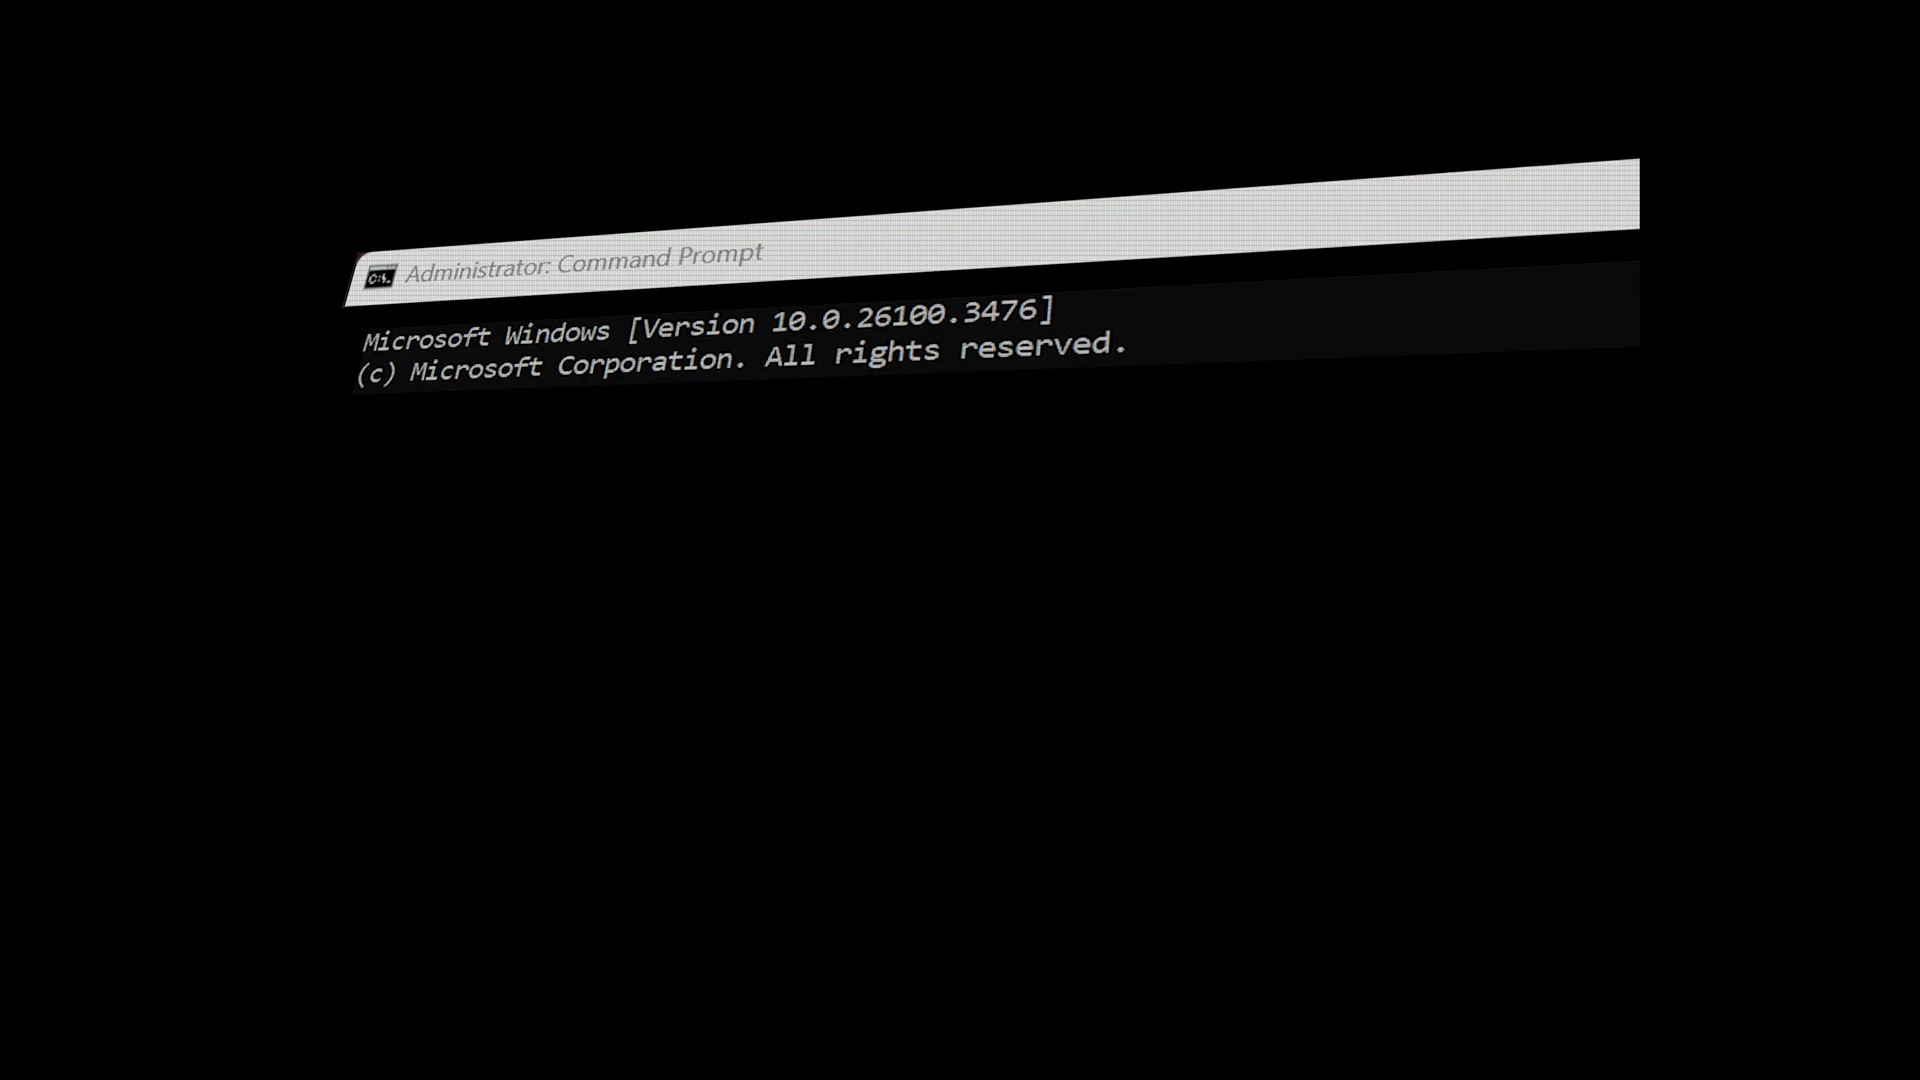 Administrator: Command Prompt
Microsoft Windows [Version 10.0.26100.3476]
(c) Microsoft Corporation. All rights reserved.